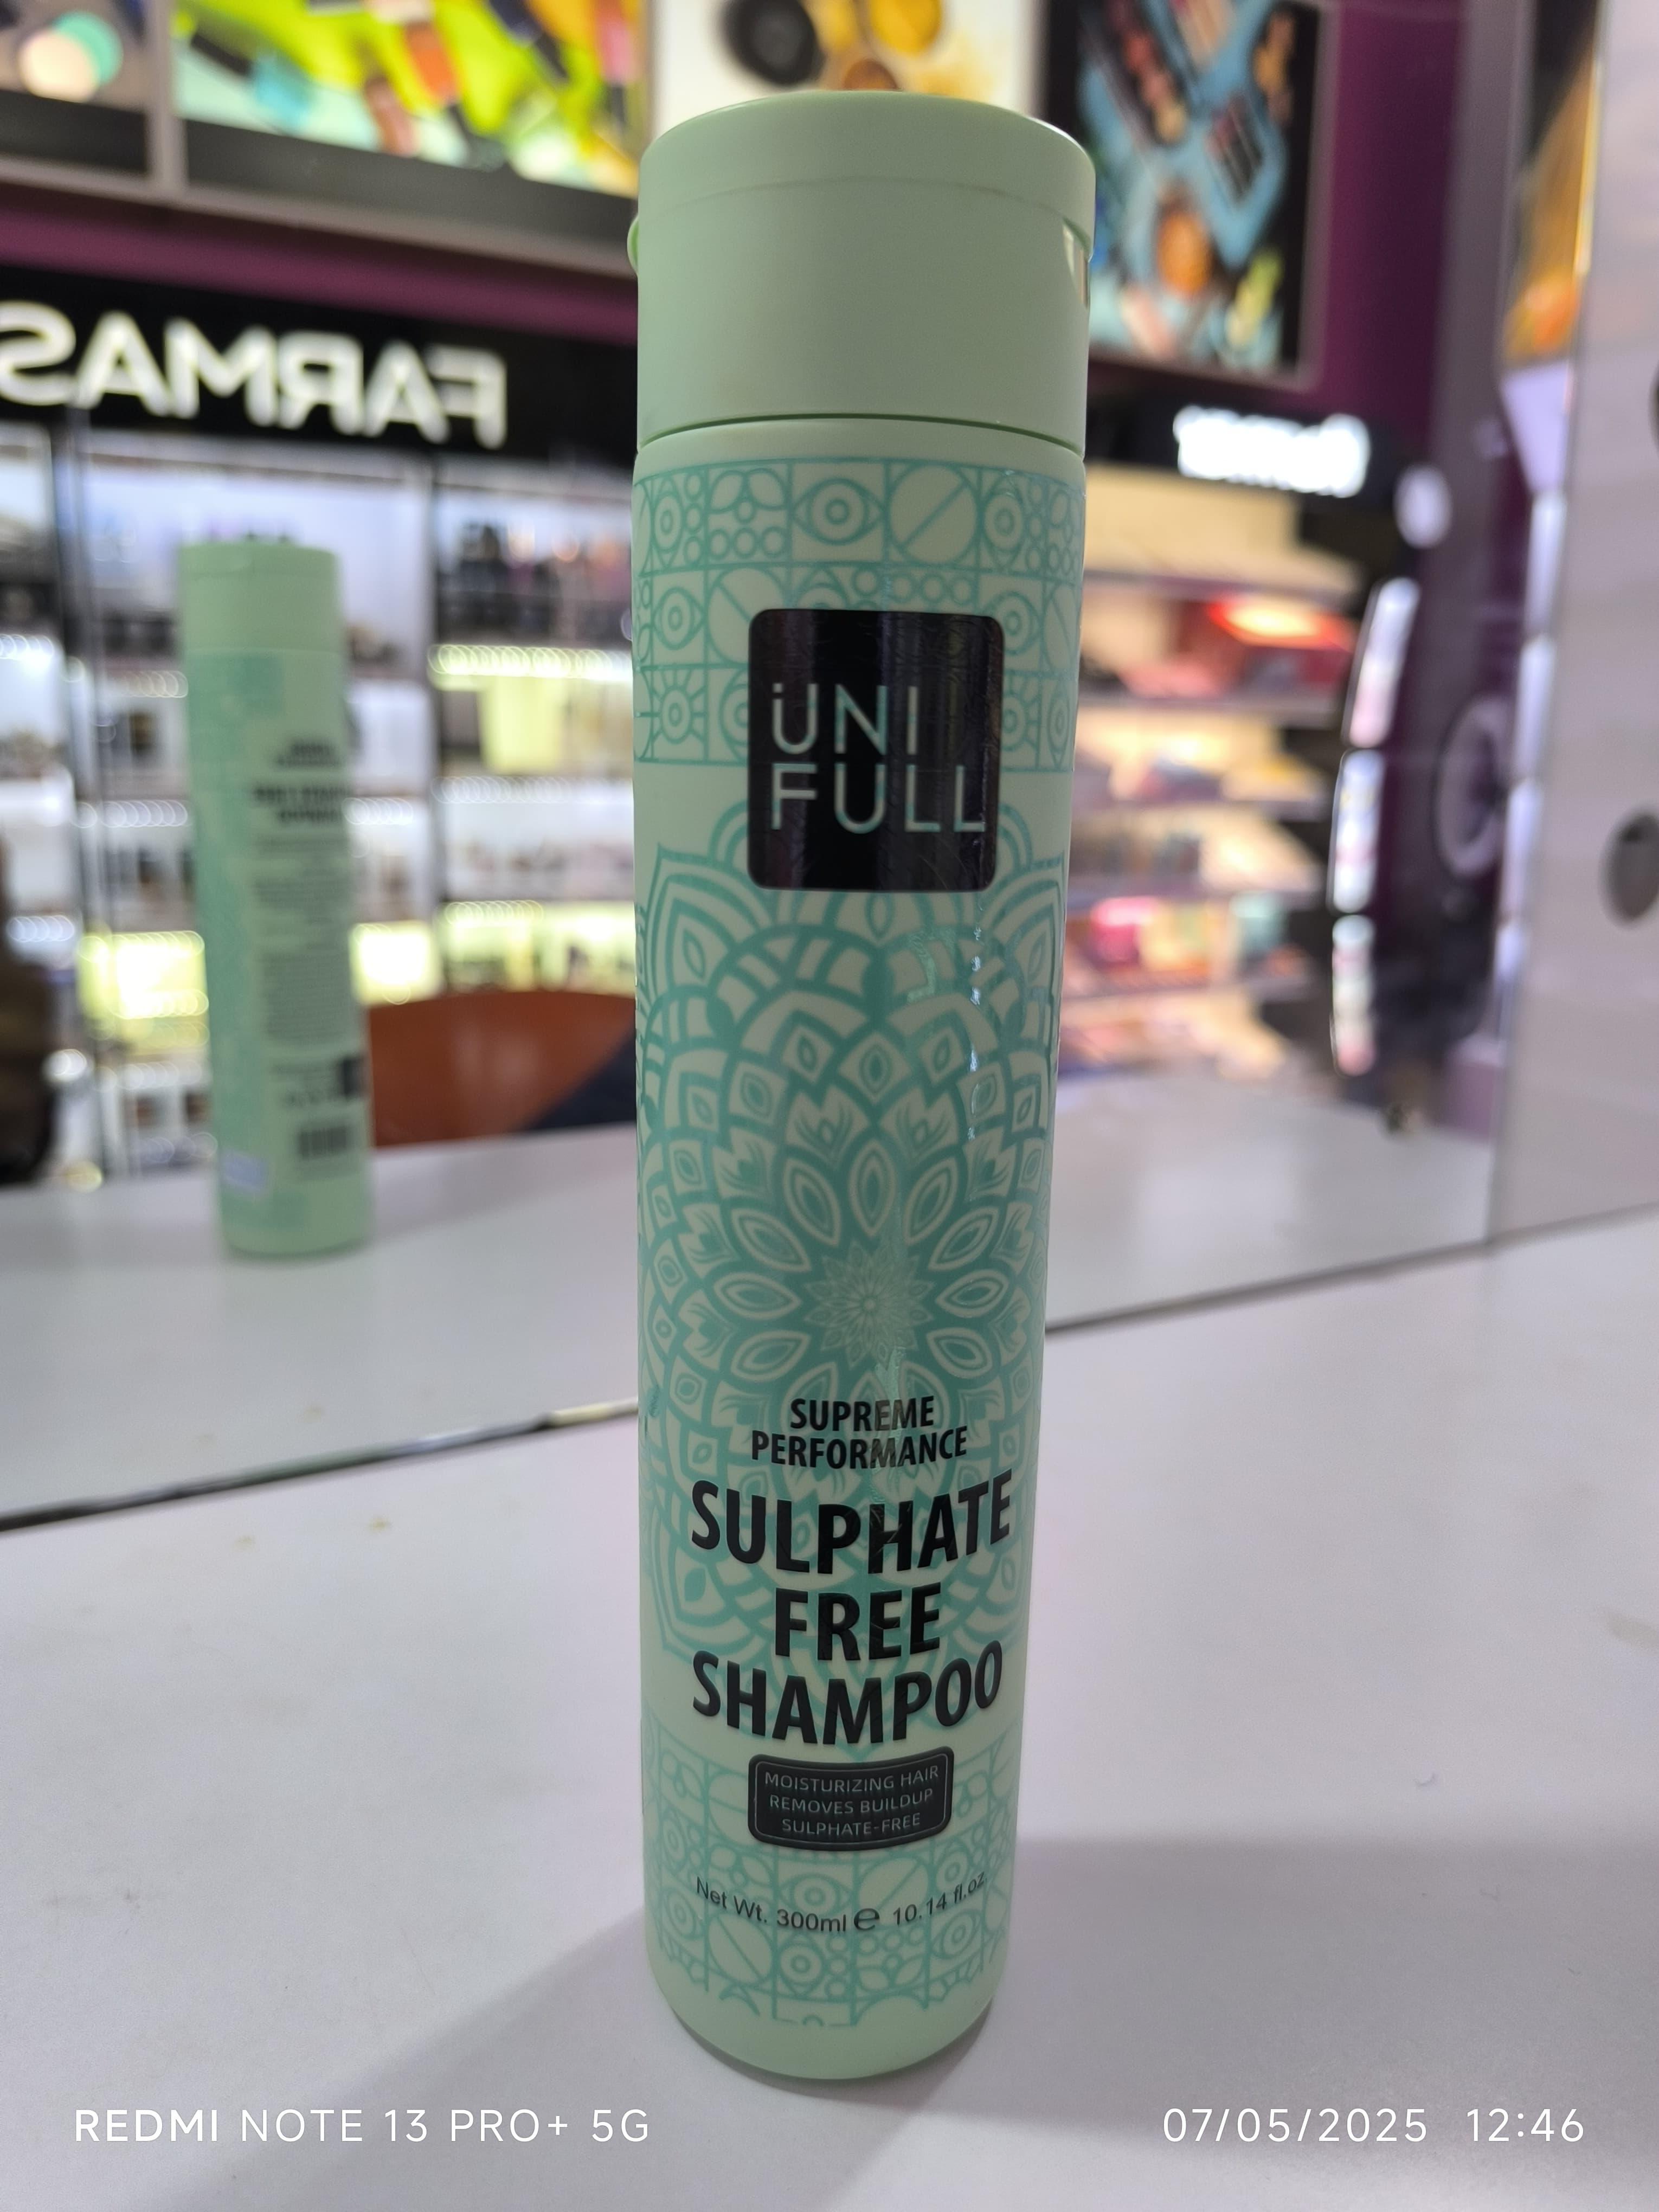 FARMAS
UNI
FULL
SUPREME
PERFORMANCE
SULPHATE
FREE
SHAMPOO
MOISTURIZING HAIR
REMOVES BUILDUP
SULPHATE-FREE
Net Wt. 300ml e 10.14 fl.oz.
REDMI NOTE 13 PRO+ 5G
07/05/2025 12:46